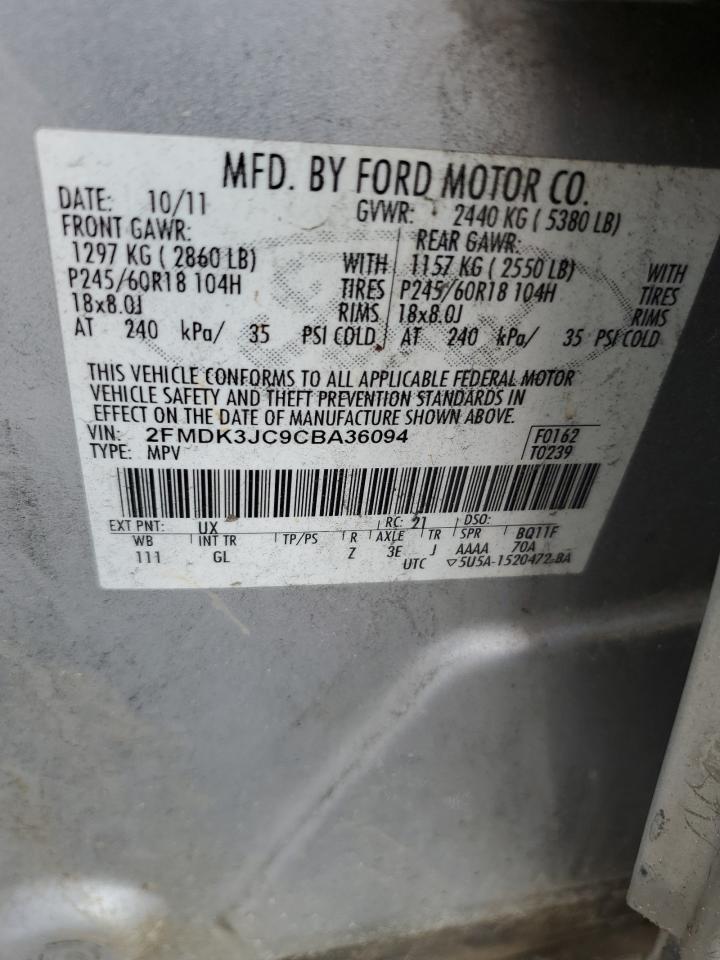 MFD. BY FORD MOTOR CO.
DATE: 10/11 GVWR: 2440 KG ( 5380 LB)
FRONT GAWR: REAR GAWR:
1297 KG ( 2860 LB) WITH 1157 KG ( 2550 LB) WITH
P245/60R18 104H TIRES P245/60R18 104H TIRES
18x8.0J RIMS 18x8.0J RIMS
AT 240 kPa/ 35 PSI COLD AT 240 kPa/ 35 PSI COLD
THIS VEHICLE CONFORMS TO ALL APPLICABLE FEDERAL MOTOR
VEHICLE SAFETY AND THEFT PREVENTION STANDARDS IN
EFFECT ON THE DATE OF MANUFACTURE SHOWN ABOVE.
VIN: 2FMDK3JC9CBA36094 F0162
TYPE: MPV T0239
EXT PNT: UX RC: 21 DSO:
WB INT TR TP/PS R AXLE TR SPR BQ11F
111 GL Z 3E J AAAA 70A
UTC ▽5U5A-1520472-BA